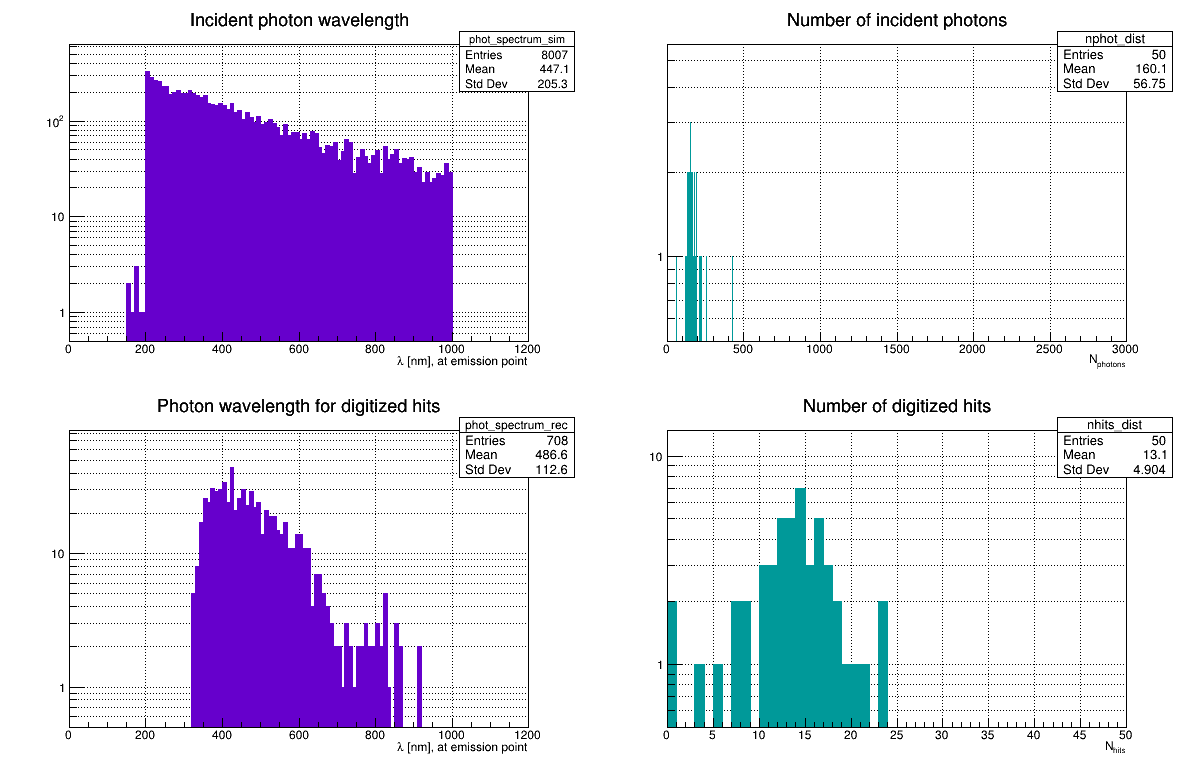 Incident photon wavelength
phot_spectrum_sim
Entries 8007
Mean 447.1
Std Dev 205.3
10²
10
1
0 200 400 600 800 1000 1200
λ [nm], at emission point
Number of incident photons
nphot_dist
Entries 50
Mean 160.1
Std Dev 56.75
1
0 500 1000 1500 2000 2500 3000
N_photons
Photon wavelength for digitized hits
phot_spectrum_rec
Entries 708
Mean 486.6
Std Dev 112.6
10
1
0 200 400 600 800 1000 1200
λ [nm], at emission point
Number of digitized hits
nhits_dist
Entries 50
Mean 13.1
Std Dev 4.904
10
1
0 5 10 15 20 25 30 35 40 45 50
N_hits